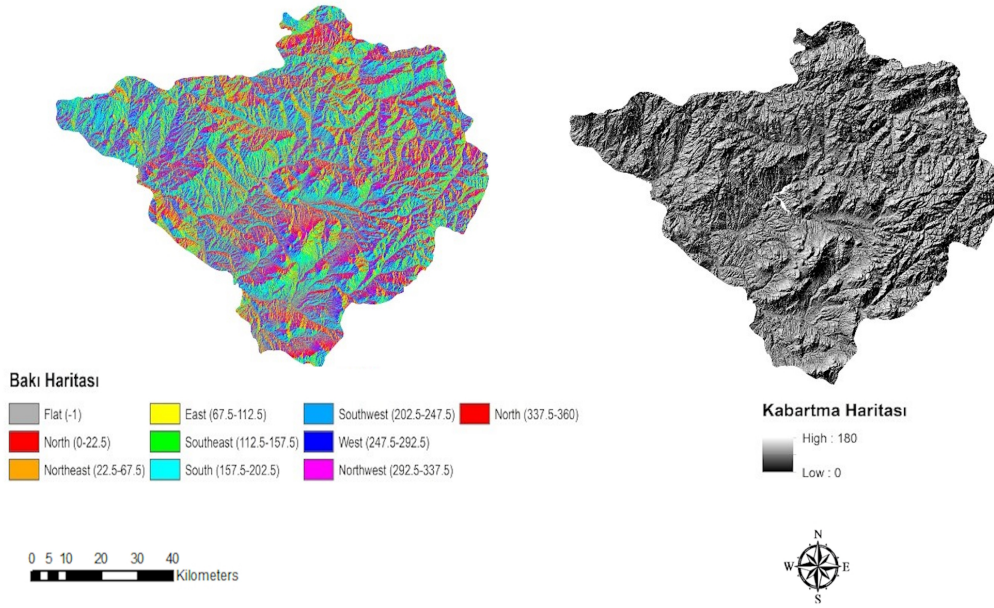 Bakı Haritası
Flat (-1)
North (0-22.5)
Northeast (22.5-67.5)
East (67.5-112.5)
Southeast (112.5-157.5)
South (157.5-202.5)
Southwest (202.5-247.5)
West (247.5-292.5)
Northwest (292.5-337.5)
North (337.5-360)
0 5 10 20 30 40
Kilometers
Kabartma Haritası
High : 180
Low : 0
N
W E
S